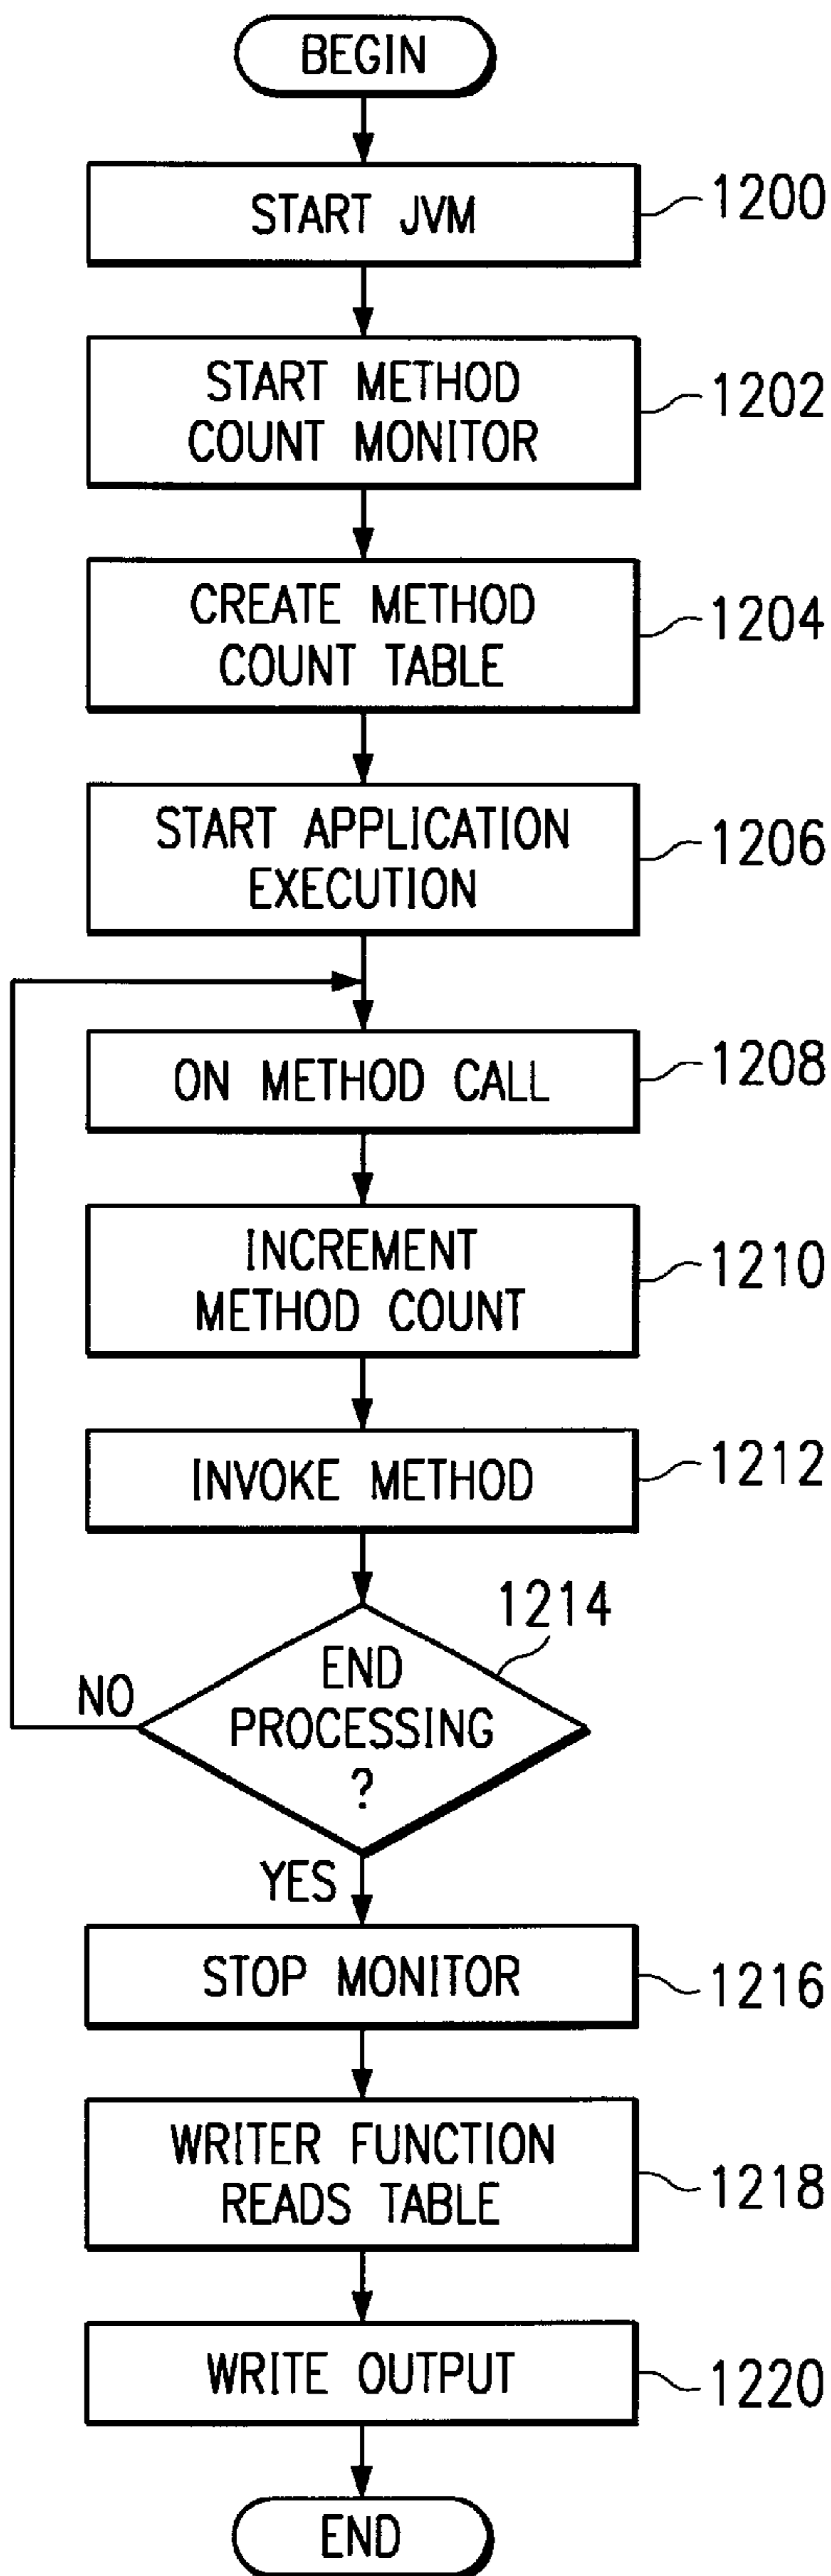 BEGIN
START JVM
1200
START METHOD
COUNT MONITOR
1202
CREATE METHOD
COUNT TABLE
1204
START APPLICATION
EXECUTION
1206
ON METHOD CALL
1208
INCREMENT
METHOD COUNT
1210
INVOKE METHOD
1212
1214
END
PROCESSING
?
NO
YES
STOP MONITOR
1216
WRITER FUNCTION
READS TABLE
1218
WRITE OUTPUT
1220
END